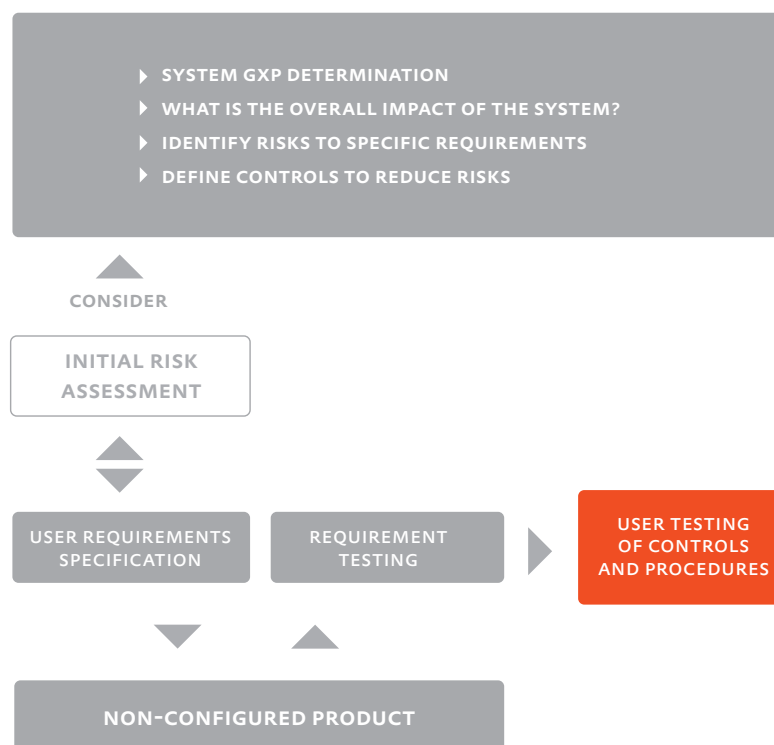 SYSTEM GXP DETERMINATION
WHAT IS THE OVERALL IMPACT OF THE SYSTEM?
IDENTIFY RISKS TO SPECIFIC REQUIREMENTS
DEFINE CONTROLS TO REDUCE RISKS
CONSIDER
INITIAL RISK
ASSESSMENT
USER REQUIREMENTS
SPECIFICATION
REQUIREMENT
TESTING
USER TESTING
OF CONTROLS
AND PROCEDURES
NON-CONFIGURED PRODUCT